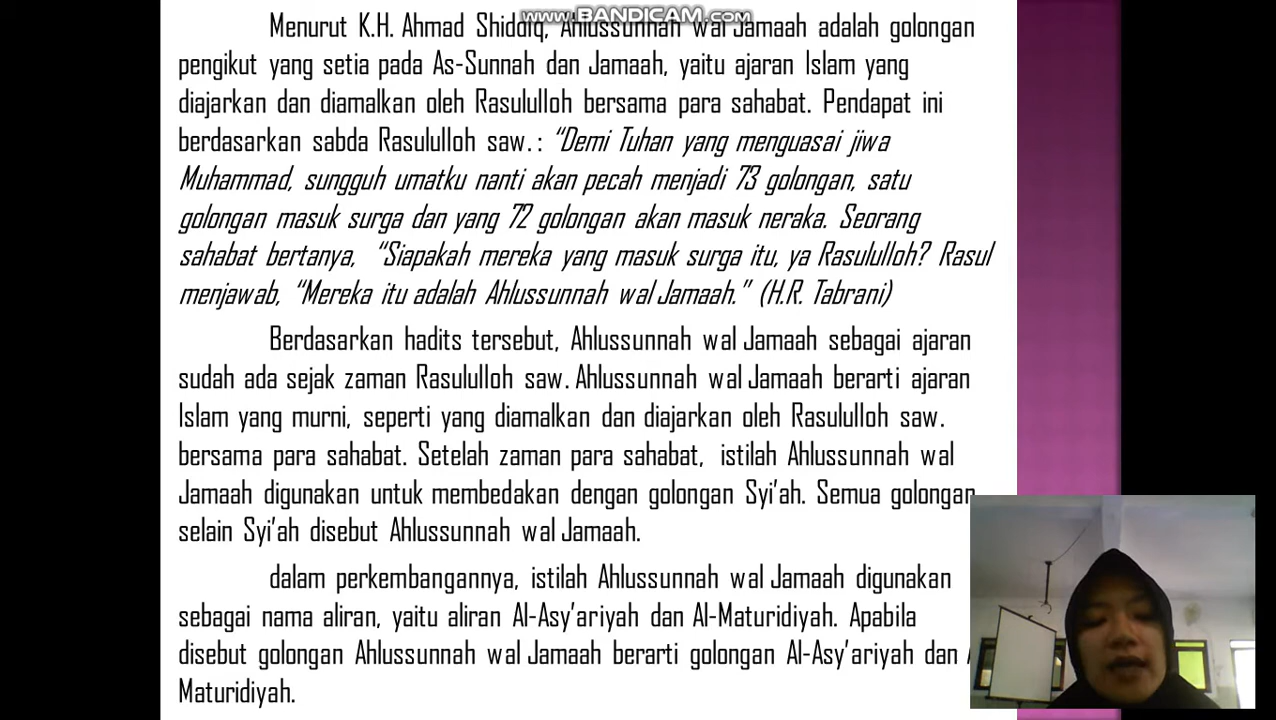 www.BANDICAM.com
Menurut K.H. Ahmad Shiddiq, Ahlussunnah wal Jamaah adalah golongan
pengikut yang setia pada As-Sunnah dan Jamaah, yaitu ajaran Islam yang
diajarkan dan diamalkan oleh Rasululloh bersama para sahabat. Pendapat ini
berdasarkan sabda Rasululloh saw. : “Demi Tuhan yang menguasai jiwa
Muhammad, sungguh umatku nanti akan pecah menjadi 73 golongan, satu
golongan masuk surga dan yang 72 golongan akan masuk neraka. Seorang
sahabat bertanya, “Siapakah mereka yang masuk surga itu, ya Rasululloh? Rasul
menjawab, “Mereka itu adalah Ahlussunnah wal Jamaah.” (H.R. Tabrani)
Berdasarkan hadits tersebut, Ahlussunnah wal Jamaah sebagai ajaran
sudah ada sejak zaman Rasululloh saw. Ahlussunnah wal Jamaah berarti ajaran
Islam yang murni, seperti yang diamalkan dan diajarkan oleh Rasululloh saw.
bersama para sahabat. Setelah zaman para sahabat, istilah Ahlussunnah wal
Jamaah digunakan untuk membedakan dengan golongan Syi’ah. Semua golongan
selain Syi’ah disebut Ahlussunnah wal Jamaah.
dalam perkembangannya, istilah Ahlussunnah wal Jamaah digunakan
sebagai nama aliran, yaitu aliran Al-Asy’ariyah dan Al-Maturidiyah. Apabila
disebut golongan Ahlussunnah wal Jamaah berarti golongan Al-Asy’ariyah dan
Maturidiyah.